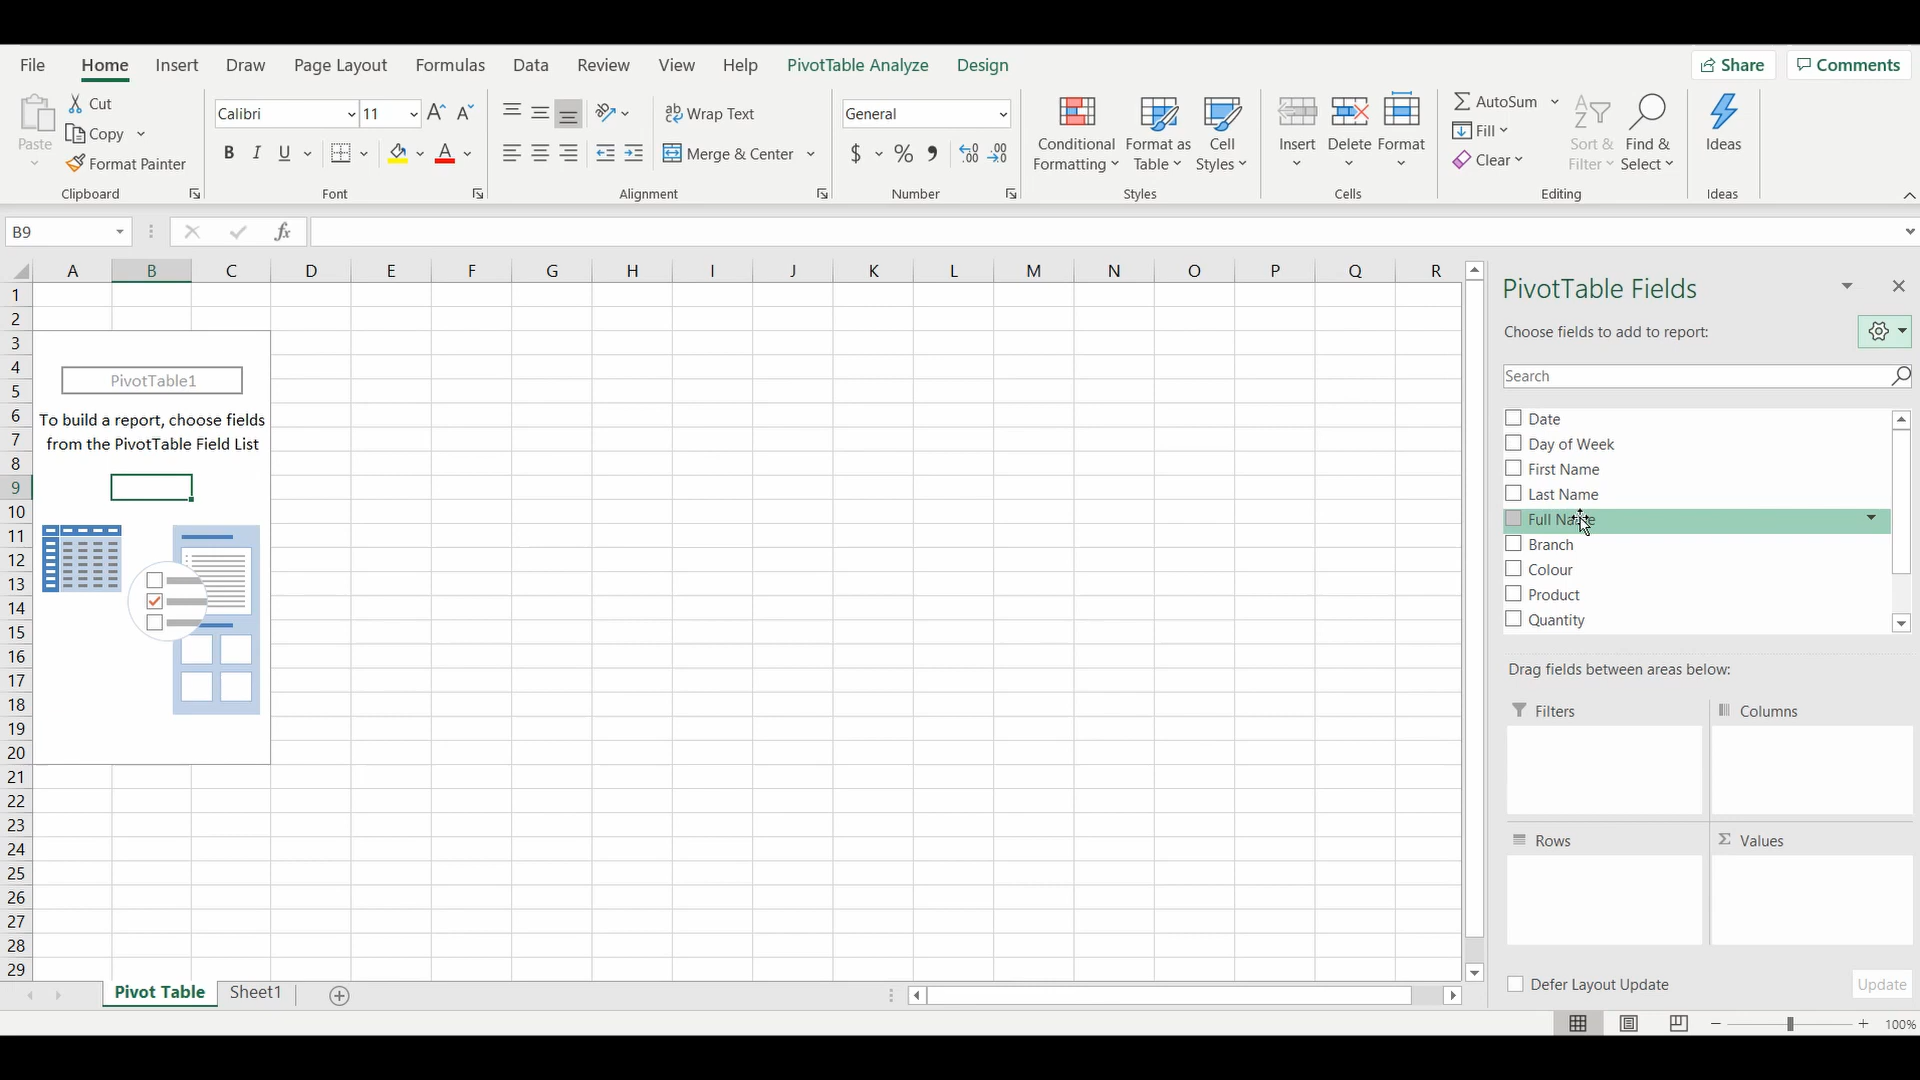 File Home Insert Draw Page Layout Formulas Data Review View Help PivotTable Analyze Design Share Comments
Paste Cut Copy Format Painter
Clipboard
Calibri 11
B I U A
Font
Wrap Text
Merge & Center
Alignment
General
$ % 9
Number
Conditional Formatting
Format as Table
Cell Styles
Styles
Insert Delete Format
Cells
AutoSum
Fill
Clear
Sort & Filter
Find & Select
Editing
Ideas
Ideas
B9 fx
A B C D E F G H I J K L M N O P Q R
1
2
3
4
5
6
7
8
9
10
11
12
13
14
15
16
17
18
19
20
21
22
23
24
25
26
27
28
29
PivotTable1
To build a report, choose fields
from the PivotTable Field List
PivotTable Fields
Choose fields to add to report:
Search
Date
Day of Week
First Name
Last Name
Full Name
Branch
Colour
Product
Quantity
Drag fields between areas below:
Filters Columns
Rows Σ Values
Defer Layout Update Update
Pivot Table Sheet1
100%